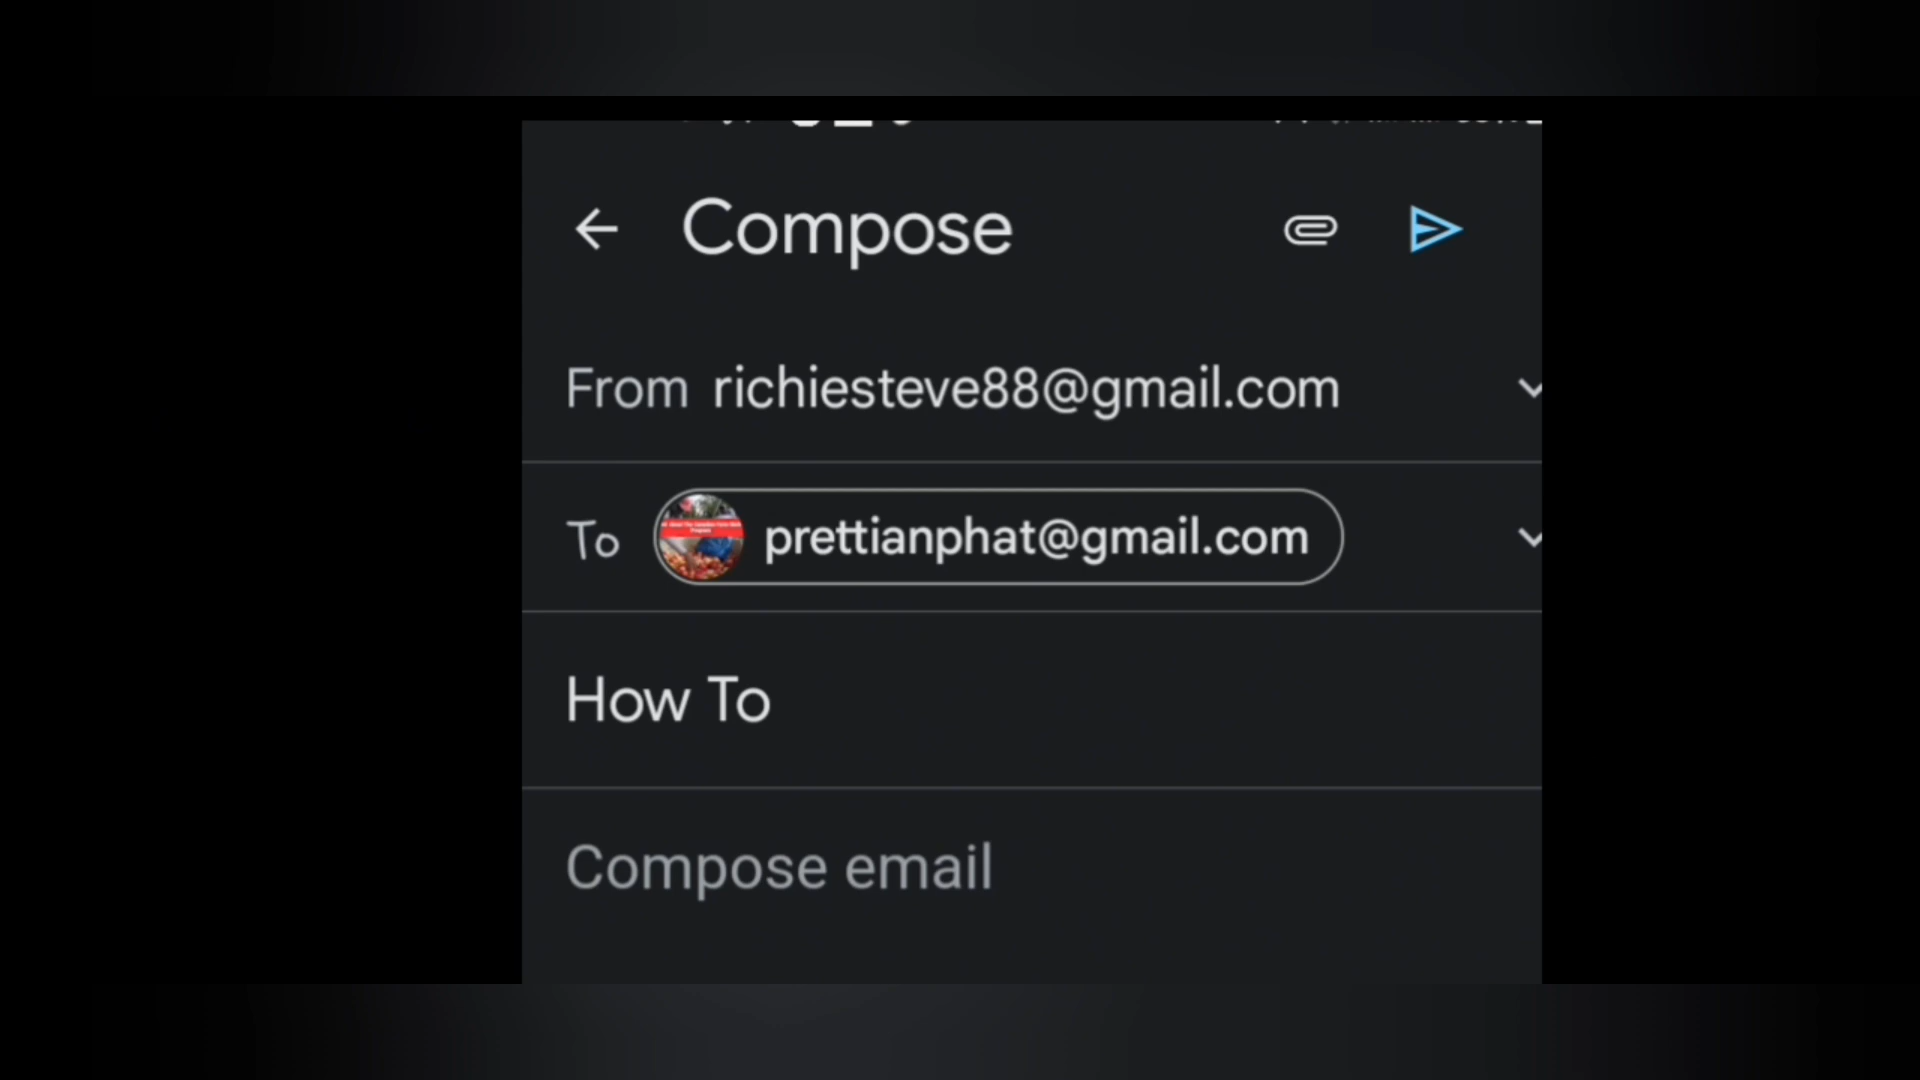 Compose
From richiesteve88@gmail.com
To prettianphat@gmail.com
How To
Compose email